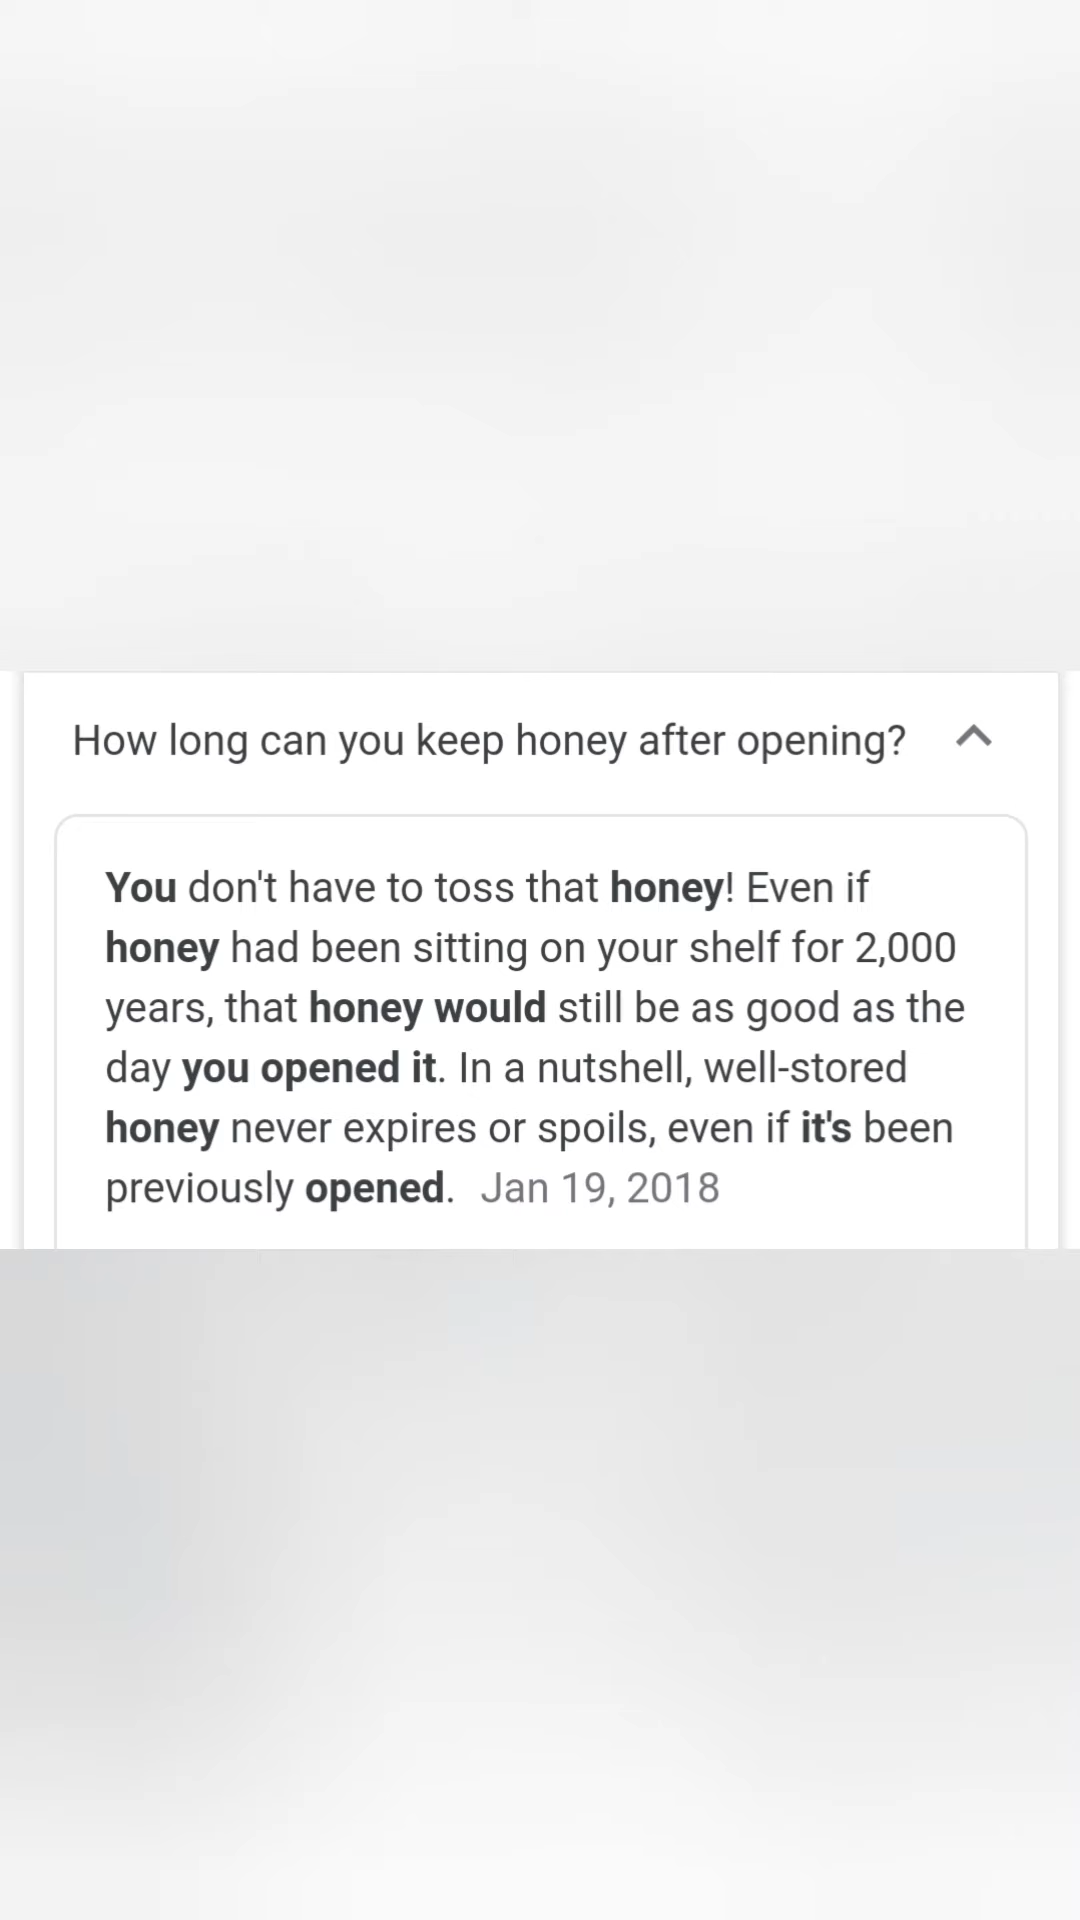 How long can you keep honey after opening?
You don't have to toss that honey! Even if
honey had been sitting on your shelf for 2,000
years, that honey would still be as good as the
day you opened it. In a nutshell, well-stored
honey never expires or spoils, even if it's been
previously opened. Jan 19, 2018